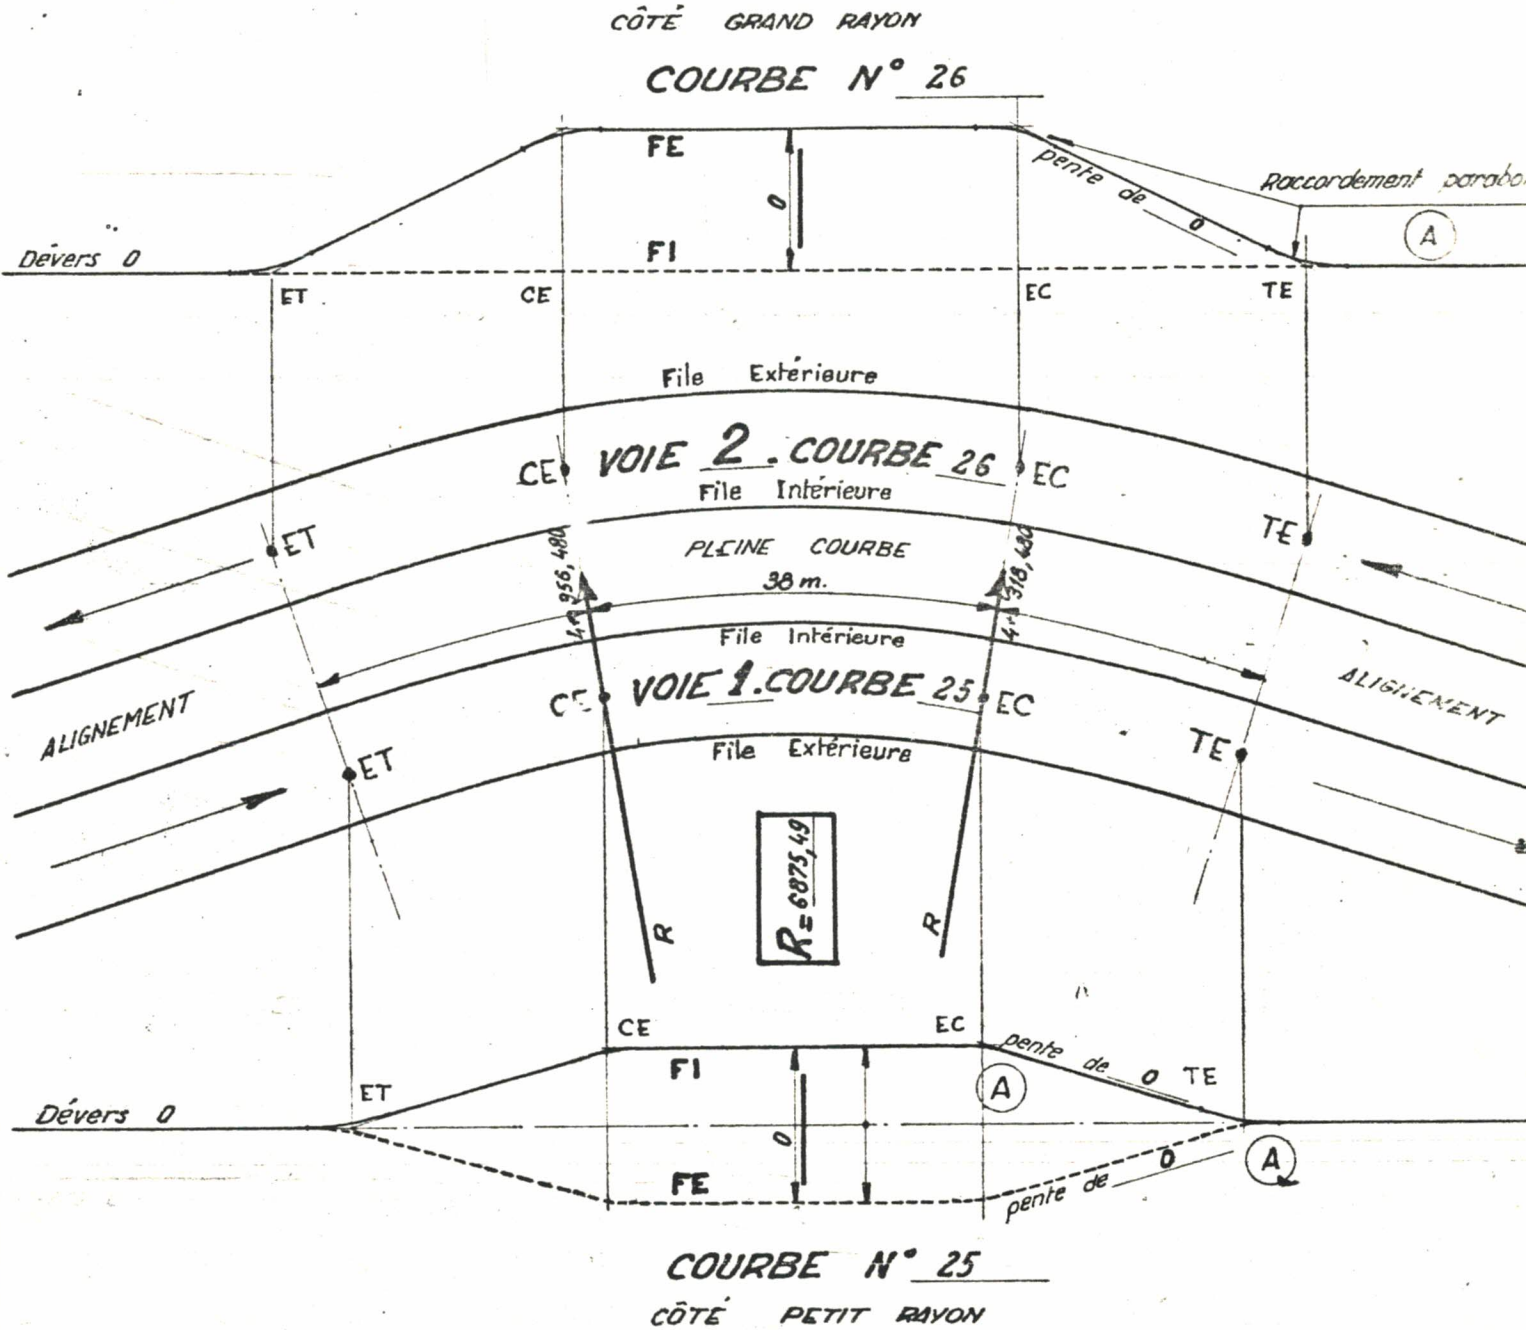 CÔTÉ GRAND RAYON
COURBE N° 26
FE
pente de 0
0
Raccordement parabol
A
Dévers 0
FI
ET
CE
EC
TE
File Extérieure
VOIE 2. COURBE 26
CE
EC
File Intérieure
ET
TE
PLEINE COURBE
38 m.
File Intérieure
VOIE 1. COURBE 25
CE
EC
ALIGNEMENT
ALIGNEMENT
File Extérieure
ET
TE
R = 6875,49
R
R
CE
EC
pente de 0
TE
FI
A
ET
Dévers 0
0
FE
pente de 0
A
COURBE N° 25
CÔTÉ PETIT RAYON